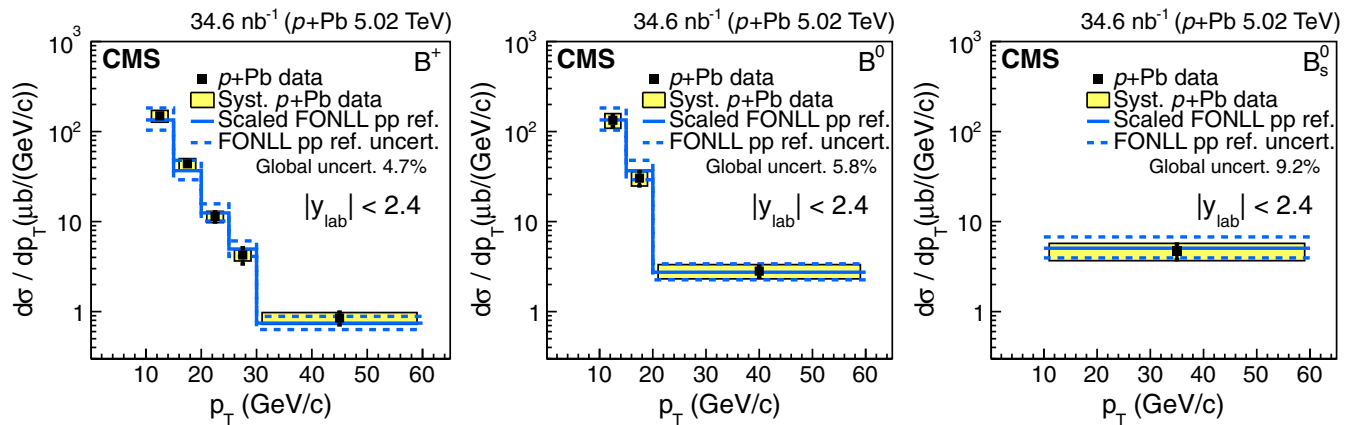 34.6 nb⁻¹ (p+Pb 5.02 TeV)
CMS
B⁺
p+Pb data
Syst. p+Pb data
Scaled FONLL pp ref.
FONLL pp ref. uncert.
Global uncert. 4.7%
|y_lab| < 2.4
10³
10²
10
1
dσ / dp_T(μb/(GeV/c))
10 20 30 40 50 60
p_T (GeV/c)
34.6 nb⁻¹ (p+Pb 5.02 TeV)
CMS
B⁰
p+Pb data
Syst. p+Pb data
Scaled FONLL pp ref.
FONLL pp ref. uncert.
Global uncert. 5.8%
|y_lab| < 2.4
10³
10²
10
1
dσ / dp_T(μb/(GeV/c))
10 20 30 40 50 60
p_T (GeV/c)
34.6 nb⁻¹ (p+Pb 5.02 TeV)
CMS
B_s⁰
p+Pb data
Syst. p+Pb data
Scaled FONLL pp ref.
FONLL pp ref. uncert.
Global uncert. 9.2%
|y_lab| < 2.4
10³
10²
10
1
dσ / dp_T(μb/(GeV/c))
10 20 30 40 50 60
p_T (GeV/c)